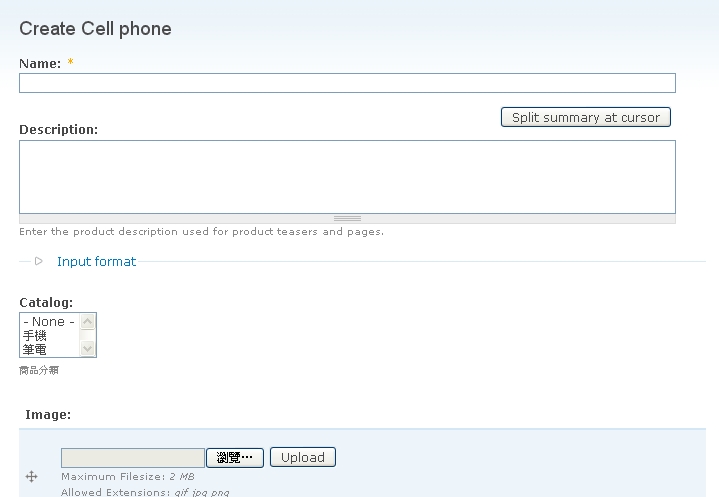 Create Cell phone
Name: *
Split summary at cursor
Description:
Enter the product description used for product teasers and pages.
Input format
Catalog:
- None -
手機
筆電
商品分類
Image:
瀏覽… Upload
Maximum Filesize: 2 MB
Allowed Extensions: gif jpg png